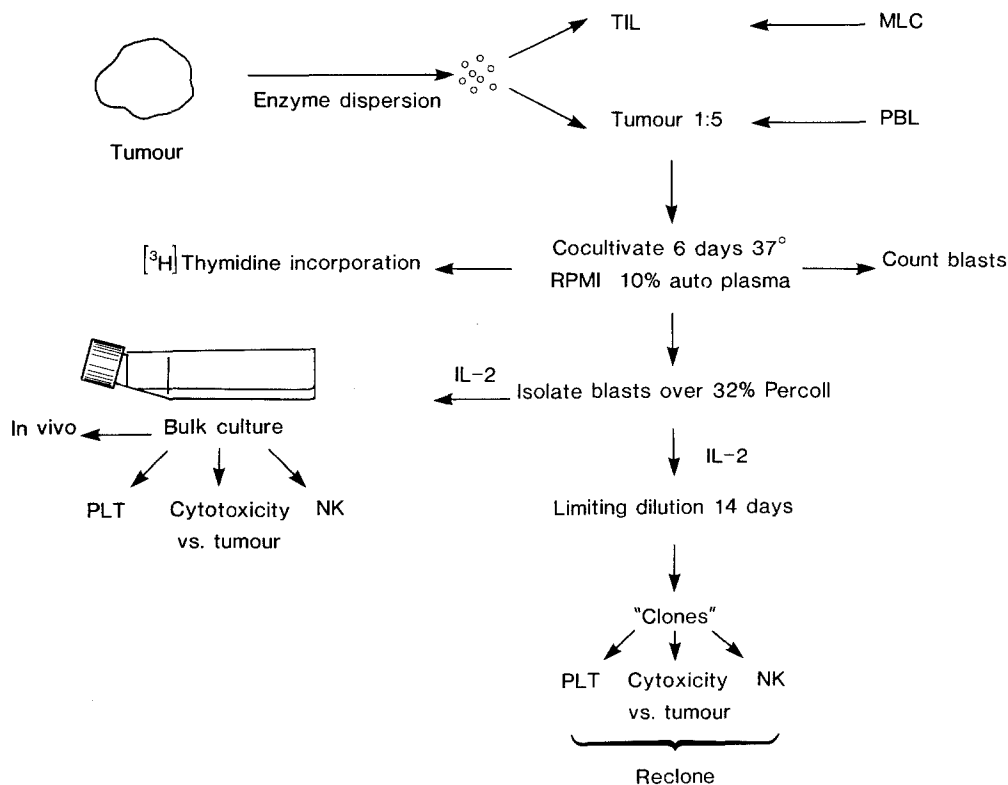 TIL
MLC
Enzyme dispersion
Tumour 1:5
PBL
Tumour
[³H] Thymidine incorporation
Cocultivate 6 days 37°
RPMI 10% auto plasma
Count blasts
IL-2
Isolate blasts over 32% Percoll
In vivo
Bulk culture
IL-2
PLT
Cytotoxicity
vs. tumour
NK
Limiting dilution 14 days
"Clones"
PLT
Cytoxicity
vs. tumour
NK
Reclone